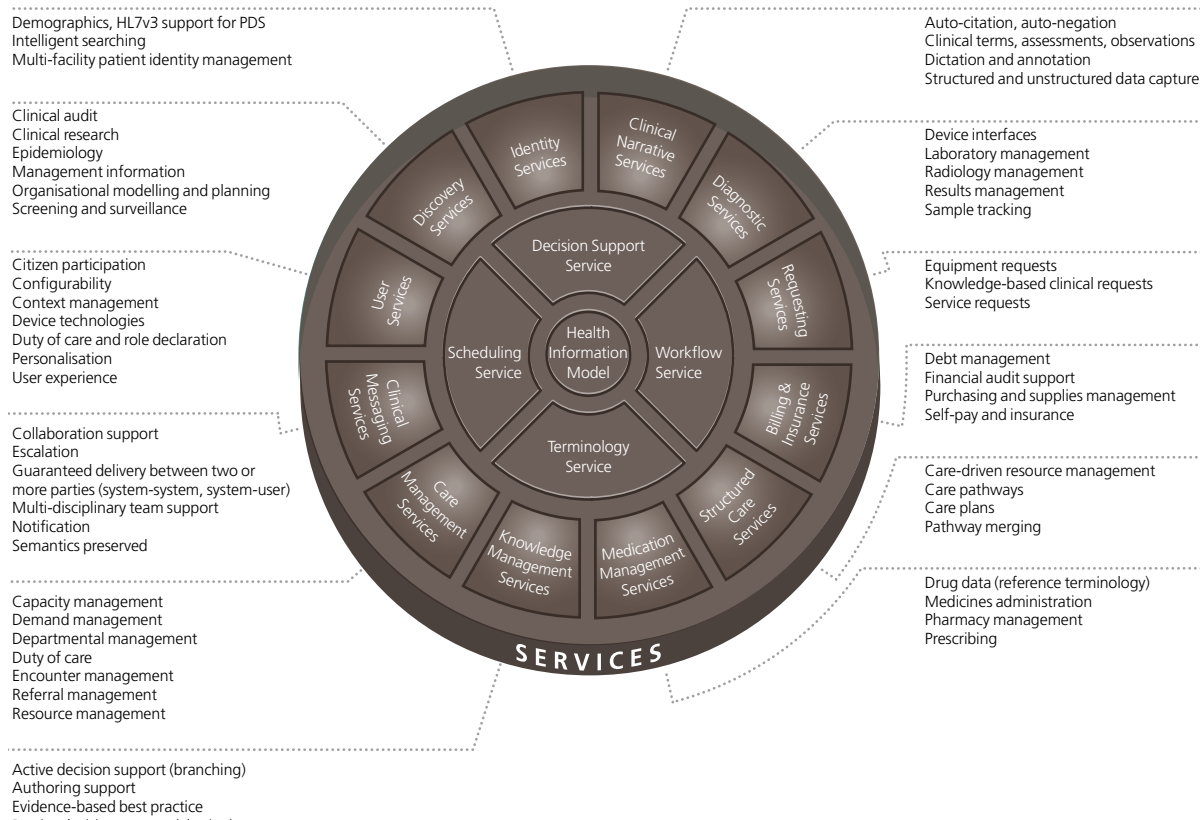 Demographics, HL7v3 support for PDS
Intelligent searching
Multi-facility patient identity management
Clinical audit
Clinical research
Epidemiology
Management information
Organisational modelling and planning
Screening and surveillance
Citizen participation
Configurability
Context management
Device technologies
Duty of care and role declaration
Personalisation
User experience
Collaboration support
Escalation
Guaranteed delivery between two or
more parties (system-system, system-user)
Multi-disciplinary team support
Notification
Semantics preserved
Capacity management
Demand management
Departmental management
Duty of care
Encounter management
Referral management
Resource management
Active decision support (branching)
Authoring support
Evidence-based best practice
Identity
Services
Clinical
Narrative
Services
Diagnostic
Services
Requesting
Services
Billing &
Insurance
Services
Structured
Care
Services
Medication
Management
Services
Knowledge
Management
Services
Care
Management
Services
Clinical
Messaging
Services
User
Services
Discovery
Services
Decision Support
Service
Scheduling
Service
Health
Information
Model
Workflow
Service
Terminology
Service
SERVICES
Auto-citation, auto-negation
Clinical terms, assessments, observations
Dictation and annotation
Structured and unstructured data capture
Device interfaces
Laboratory management
Radiology management
Results management
Sample tracking
Equipment requests
Knowledge-based clinical requests
Service requests
Debt management
Financial audit support
Purchasing and supplies management
Self-pay and insurance
Care-driven resource management
Care pathways
Care plans
Pathway merging
Drug data (reference terminology)
Medicines administration
Pharmacy management
Prescribing